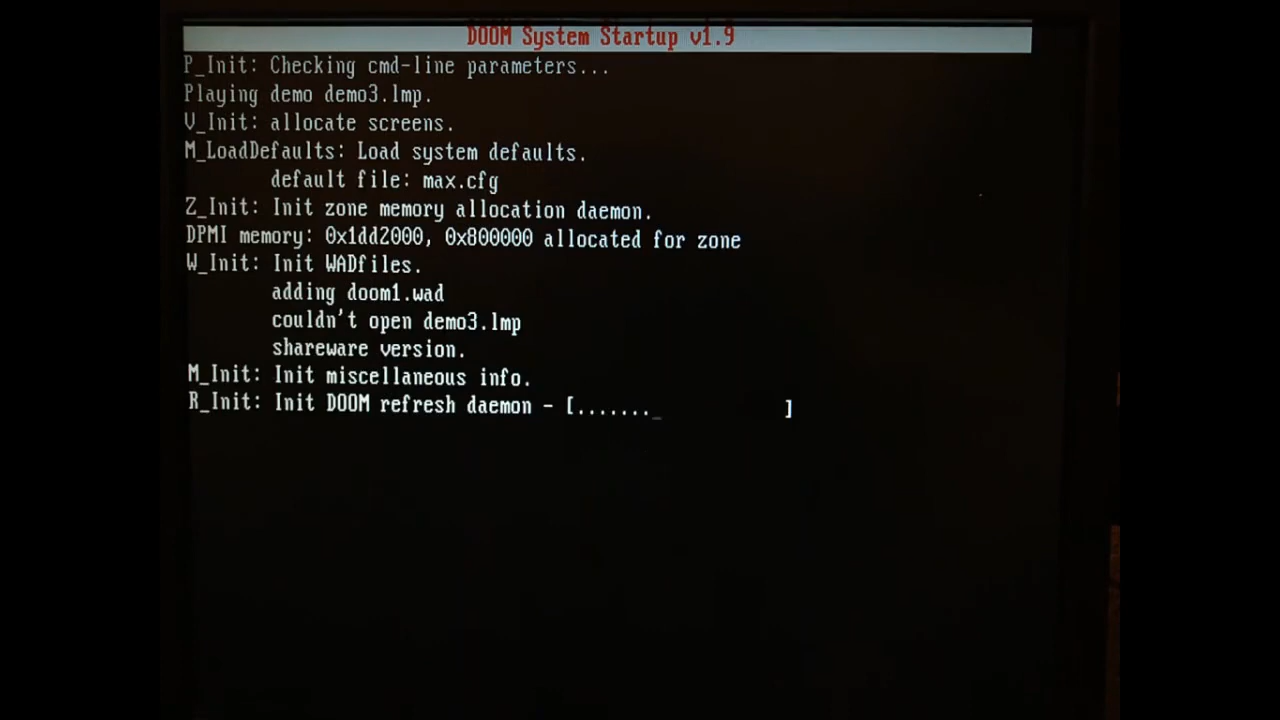 DOOM System Startup v1.9
P_Init: Checking cmd-line parameters...
Playing demo demo3.lmp.
V_Init: allocate screens.
M_LoadDefaults: Load system defaults.
default file: max.cfg
Z_Init: Init zone memory allocation daemon.
DPMI memory: 0x1dd2000, 0x800000 allocated for zone
W_Init: Init WADfiles.
adding doom1.wad
couldn't open demo3.lmp
shareware version.
M_Init: Init miscellaneous info.
R_Init: Init DOOM refresh daemon - [......._ ]